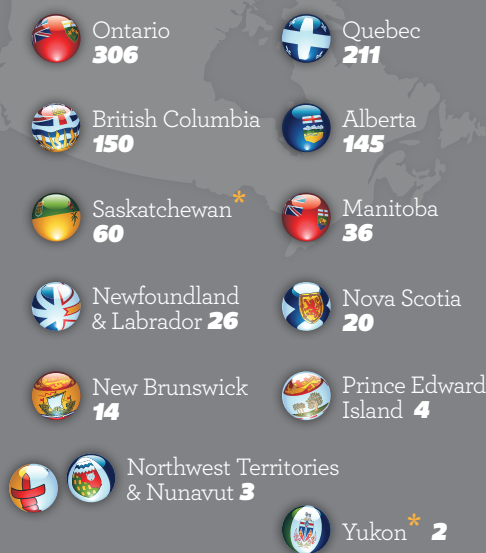 Ontario
306
Quebec
211
British Columbia
150
Alberta
145
Saskatchewan*
60
Manitoba
36
Newfoundland
& Labrador 26
Nova Scotia
20
New Brunswick
14
Prince Edward
Island 4
Northwest Territories
& Nunavut 3
Yukon* 2